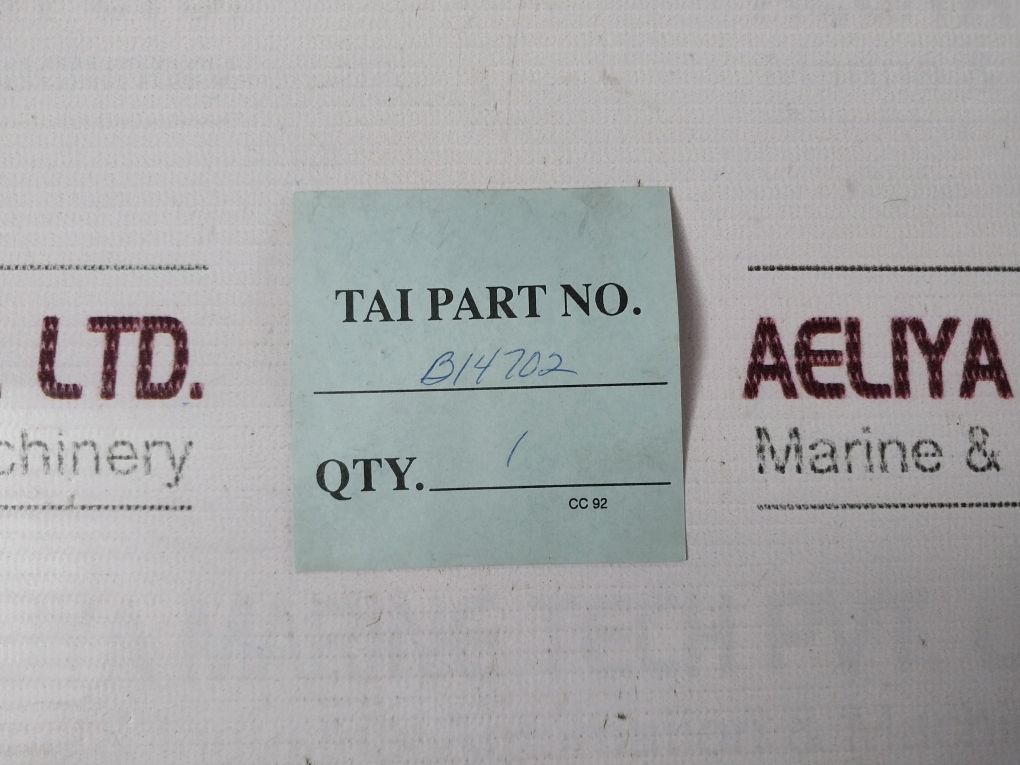 TAI PART NO.
B14702
QTY. 1
CC 92
LTD.
chinery
AELIYA
Marine &